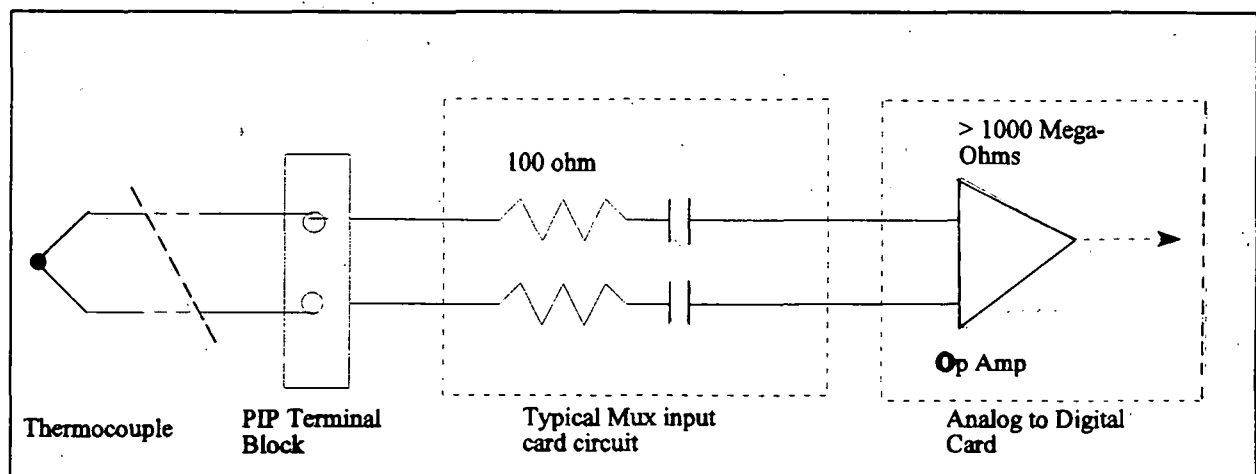 > 1000 Mega-
Ohms
100 ohm
Op Amp
Thermocouple
PIP Terminal
Block
Typical Mux input
card circuit
Analog to Digital
Card